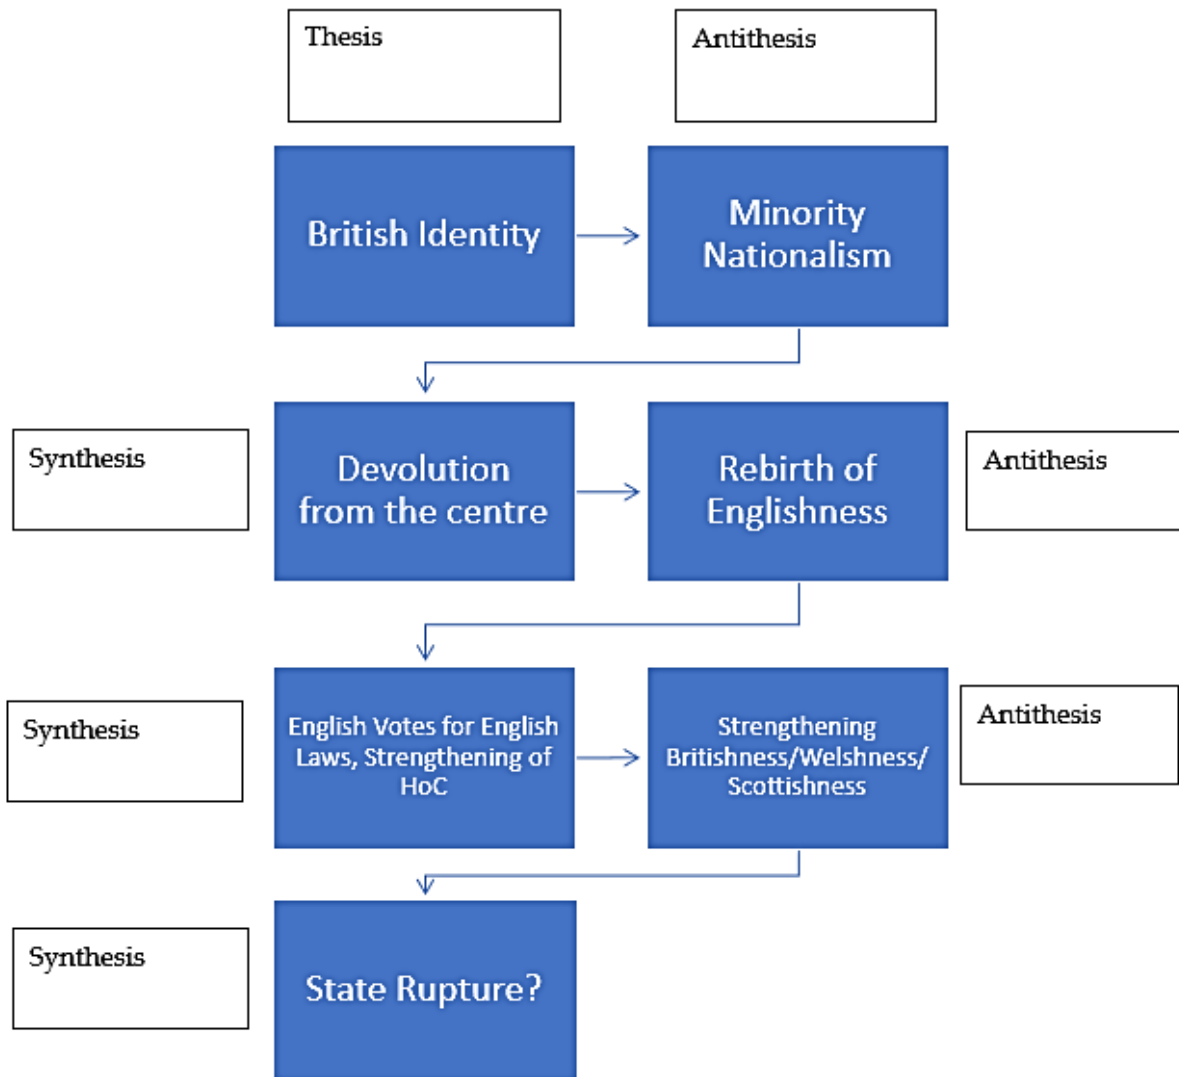 Thesis
Antithesis
British Identity
Minority
Nationalism
Synthesis
Devolution
from the centre
Rebirth of
Englishness
Antithesis
Synthesis
English Votes for English
Laws, Strengthening of
HoC
Strengthening
Britishness/Welshness/
Scottishness
Antithesis
Synthesis
State Rupture?